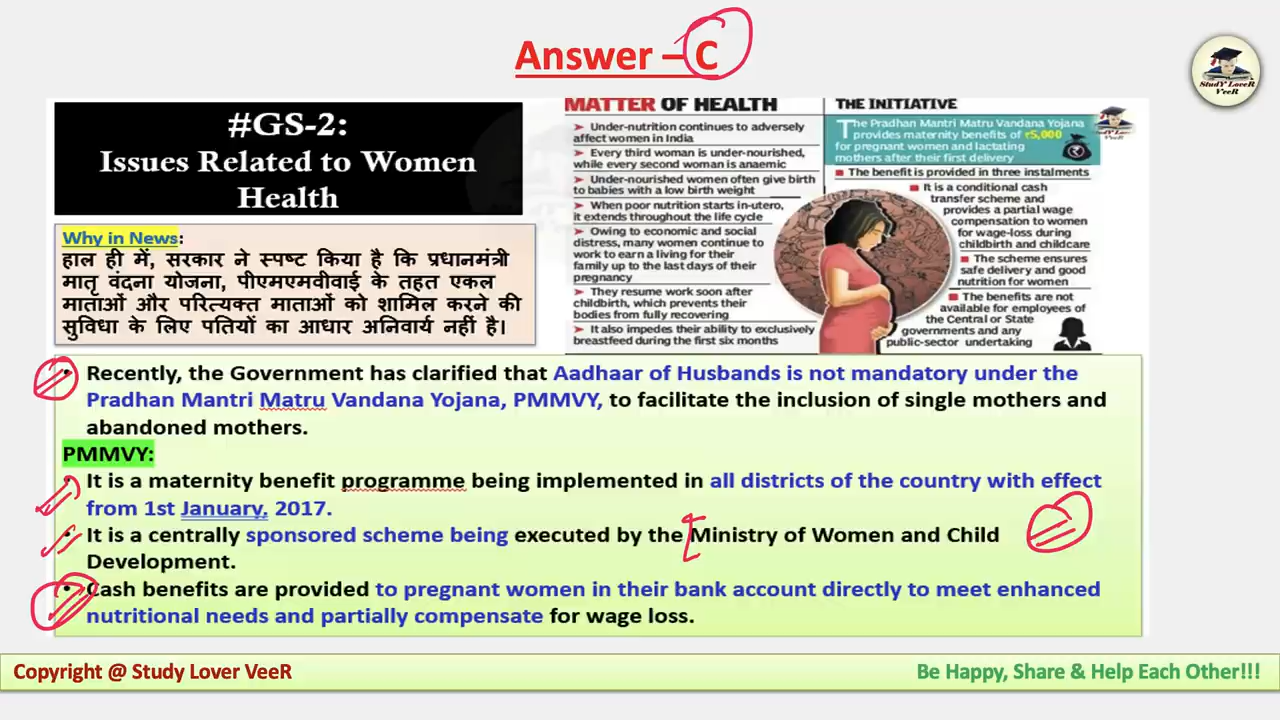 Answer – C
StudY LoveR
VeeR
#GS-2:
Issues Related to Women
Health
Why in News:
हाल ही में, सरकार ने स्पष्ट किया है कि प्रधानमंत्री
मातृ वंदना योजना, पीएमएमवीवाई के तहत एकल
माताओं और परित्यक्त माताओं को शामिल करने की
सुविधा के लिए पतियों का आधार अनिवार्य नहीं है।
MATTER OF HEALTH
➤ Under-nutrition continues to adversely
affect women in India
➤ Every third woman is under-nourished,
while every second woman is anaemic
➤ Under-nourished women often give birth
to babies with a low birth weight
➤ When poor nutrition starts in-utero,
it extends throughout the life cycle
➤ Owing to economic and social
distress, many women continue to
work to earn a living for their
family up to the last days of their
pregnancy
➤ They resume work soon after
childbirth, which prevents their
bodies from fully recovering
➤ It also impedes their ability to exclusively
breastfeed during the first six months
THE INITIATIVE
The Pradhan Mantri Matru Vandana Yojana
provides maternity benefits of ₹5,000
for pregnant women and lactating
mothers after their first delivery
₹
■ The benefit is provided in three instalments
■ It is a conditional cash
transfer scheme and
provides a partial wage
compensation to women
for wage-loss during
childbirth and childcare
■ The scheme ensures
safe delivery and good
nutrition for women
■ The benefits are not
available for employees of
the Central or State
governments and any
public-sector undertaking
• Recently, the Government has clarified that Aadhaar of Husbands is not mandatory under the
Pradhan Mantri Matru Vandana Yojana, PMMVY, to facilitate the inclusion of single mothers and
abandoned mothers.
PMMVY:
• It is a maternity benefit programme being implemented in all districts of the country with effect
from 1st January, 2017.
• It is a centrally sponsored scheme being executed by the Ministry of Women and Child
Development.
• Cash benefits are provided to pregnant women in their bank account directly to meet enhanced
nutritional needs and partially compensate for wage loss.
Copyright @ Study Lover VeeR
Be Happy, Share & Help Each Other!!!